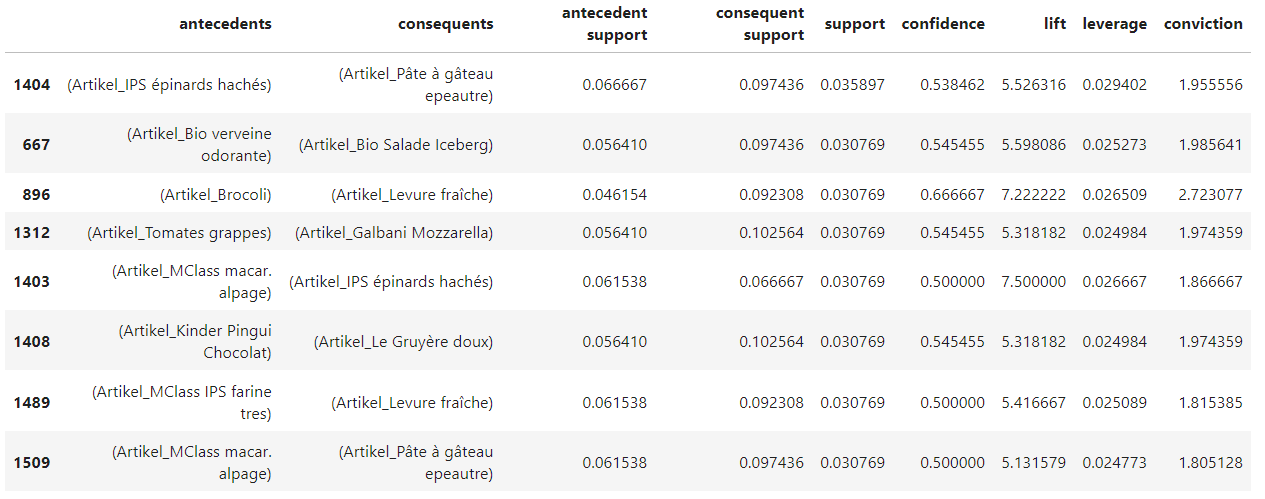 antecedents consequents antecedent support consequent support support confidence lift leverage conviction
1404 (Artikel_IPS épinards hachés) (Artikel_Pâte à gâteau epeautre) 0.066667 0.097436 0.035897 0.538462 5.526316 0.029402 1.955556
667 (Artikel_Bio verveine odorante) (Artikel_Bio Salade Iceberg) 0.056410 0.097436 0.030769 0.545455 5.598086 0.025273 1.985641
896 (Artikel_Brocoli) (Artikel_Levure fraîche) 0.046154 0.092308 0.030769 0.666667 7.222222 0.026509 2.723077
1312 (Artikel_Tomates grappes) (Artikel_Galbani Mozzarella) 0.056410 0.102564 0.030769 0.545455 5.318182 0.024984 1.974359
1403 (Artikel_MClass macar. alpage) (Artikel_IPS épinards hachés) 0.061538 0.066667 0.030769 0.500000 7.500000 0.026667 1.866667
1408 (Artikel_Kinder Pingui Chocolat) (Artikel_Le Gruyère doux) 0.056410 0.102564 0.030769 0.545455 5.318182 0.024984 1.974359
1489 (Artikel_MClass IPS farine tres) (Artikel_Levure fraîche) 0.061538 0.092308 0.030769 0.500000 5.416667 0.025089 1.815385
1509 (Artikel_MClass macar. alpage) (Artikel_Pâte à gâteau epeautre) 0.061538 0.097436 0.030769 0.500000 5.131579 0.024773 1.805128